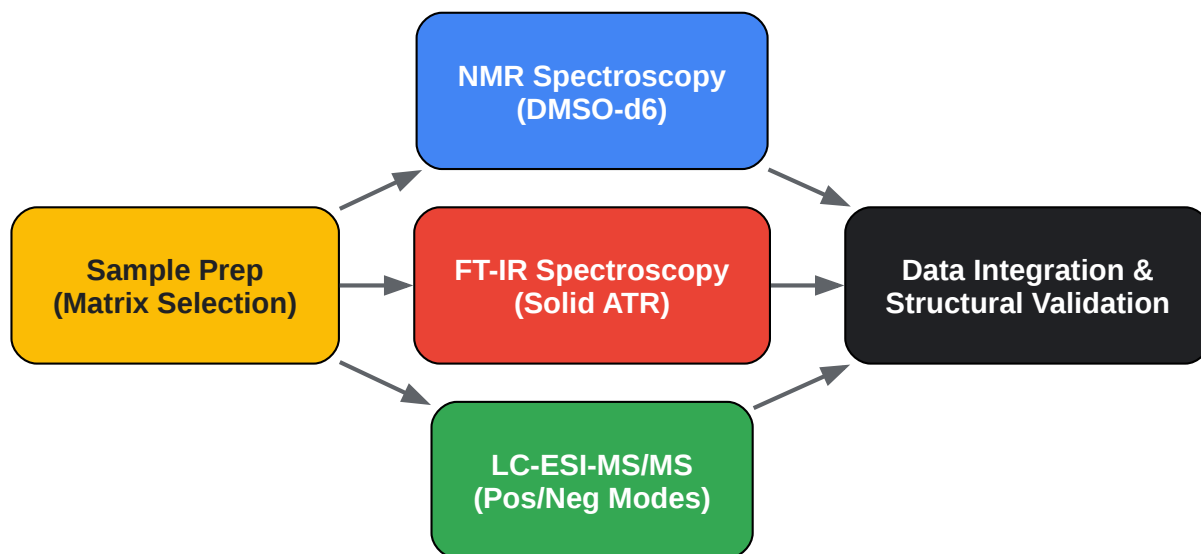 NMR Spectroscopy
(DMSO-d6)
Sample Prep
(Matrix Selection)
FT-IR Spectroscopy
(Solid ATR)
Data Integration &
Structural Validation
LC-ESI-MS/MS
(Pos/Neg Modes)